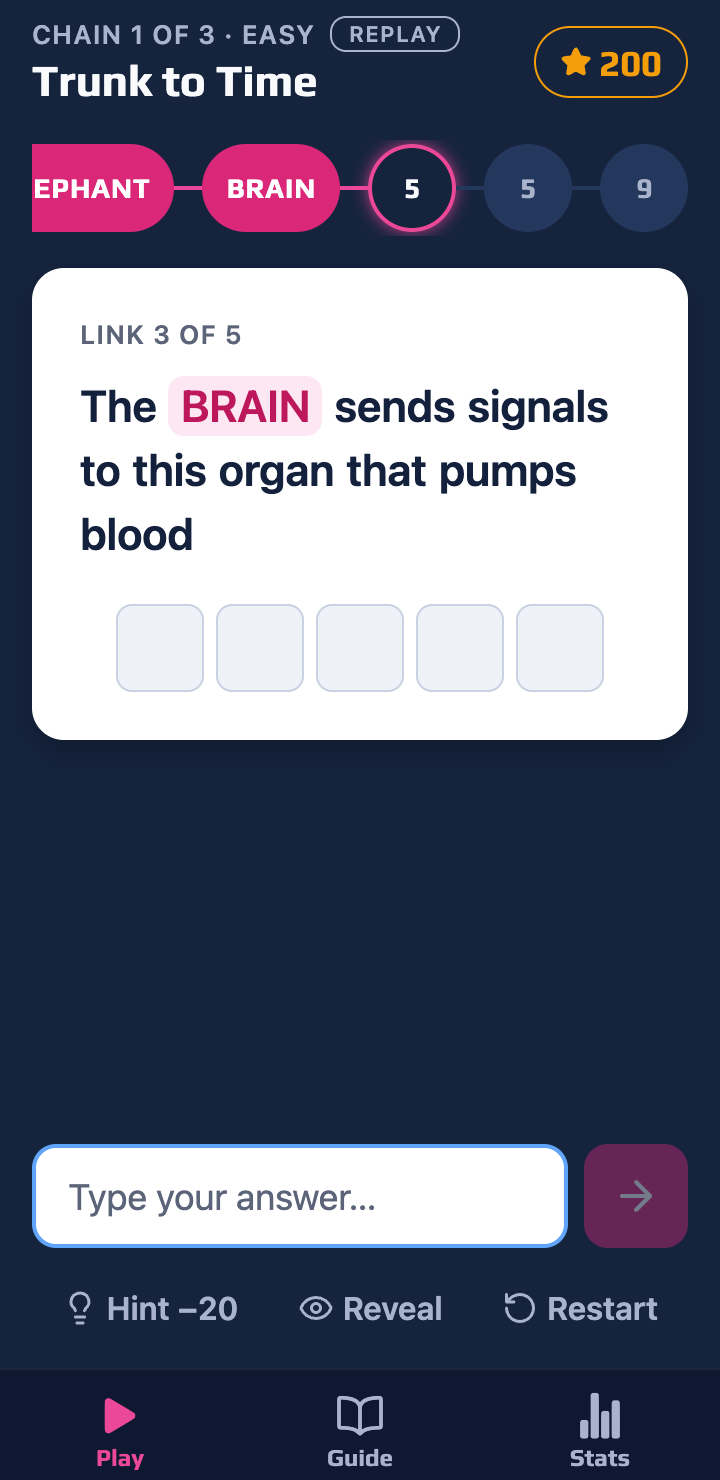 CHAIN 1 OF 3 · EASY REPLAY
Trunk to Time
200
EPHANT BRAIN 5 5 9
LINK 3 OF 5
The BRAIN sends signals
to this organ that pumps
blood
Type your answer...
Hint –20 Reveal Restart
Play Guide Stats